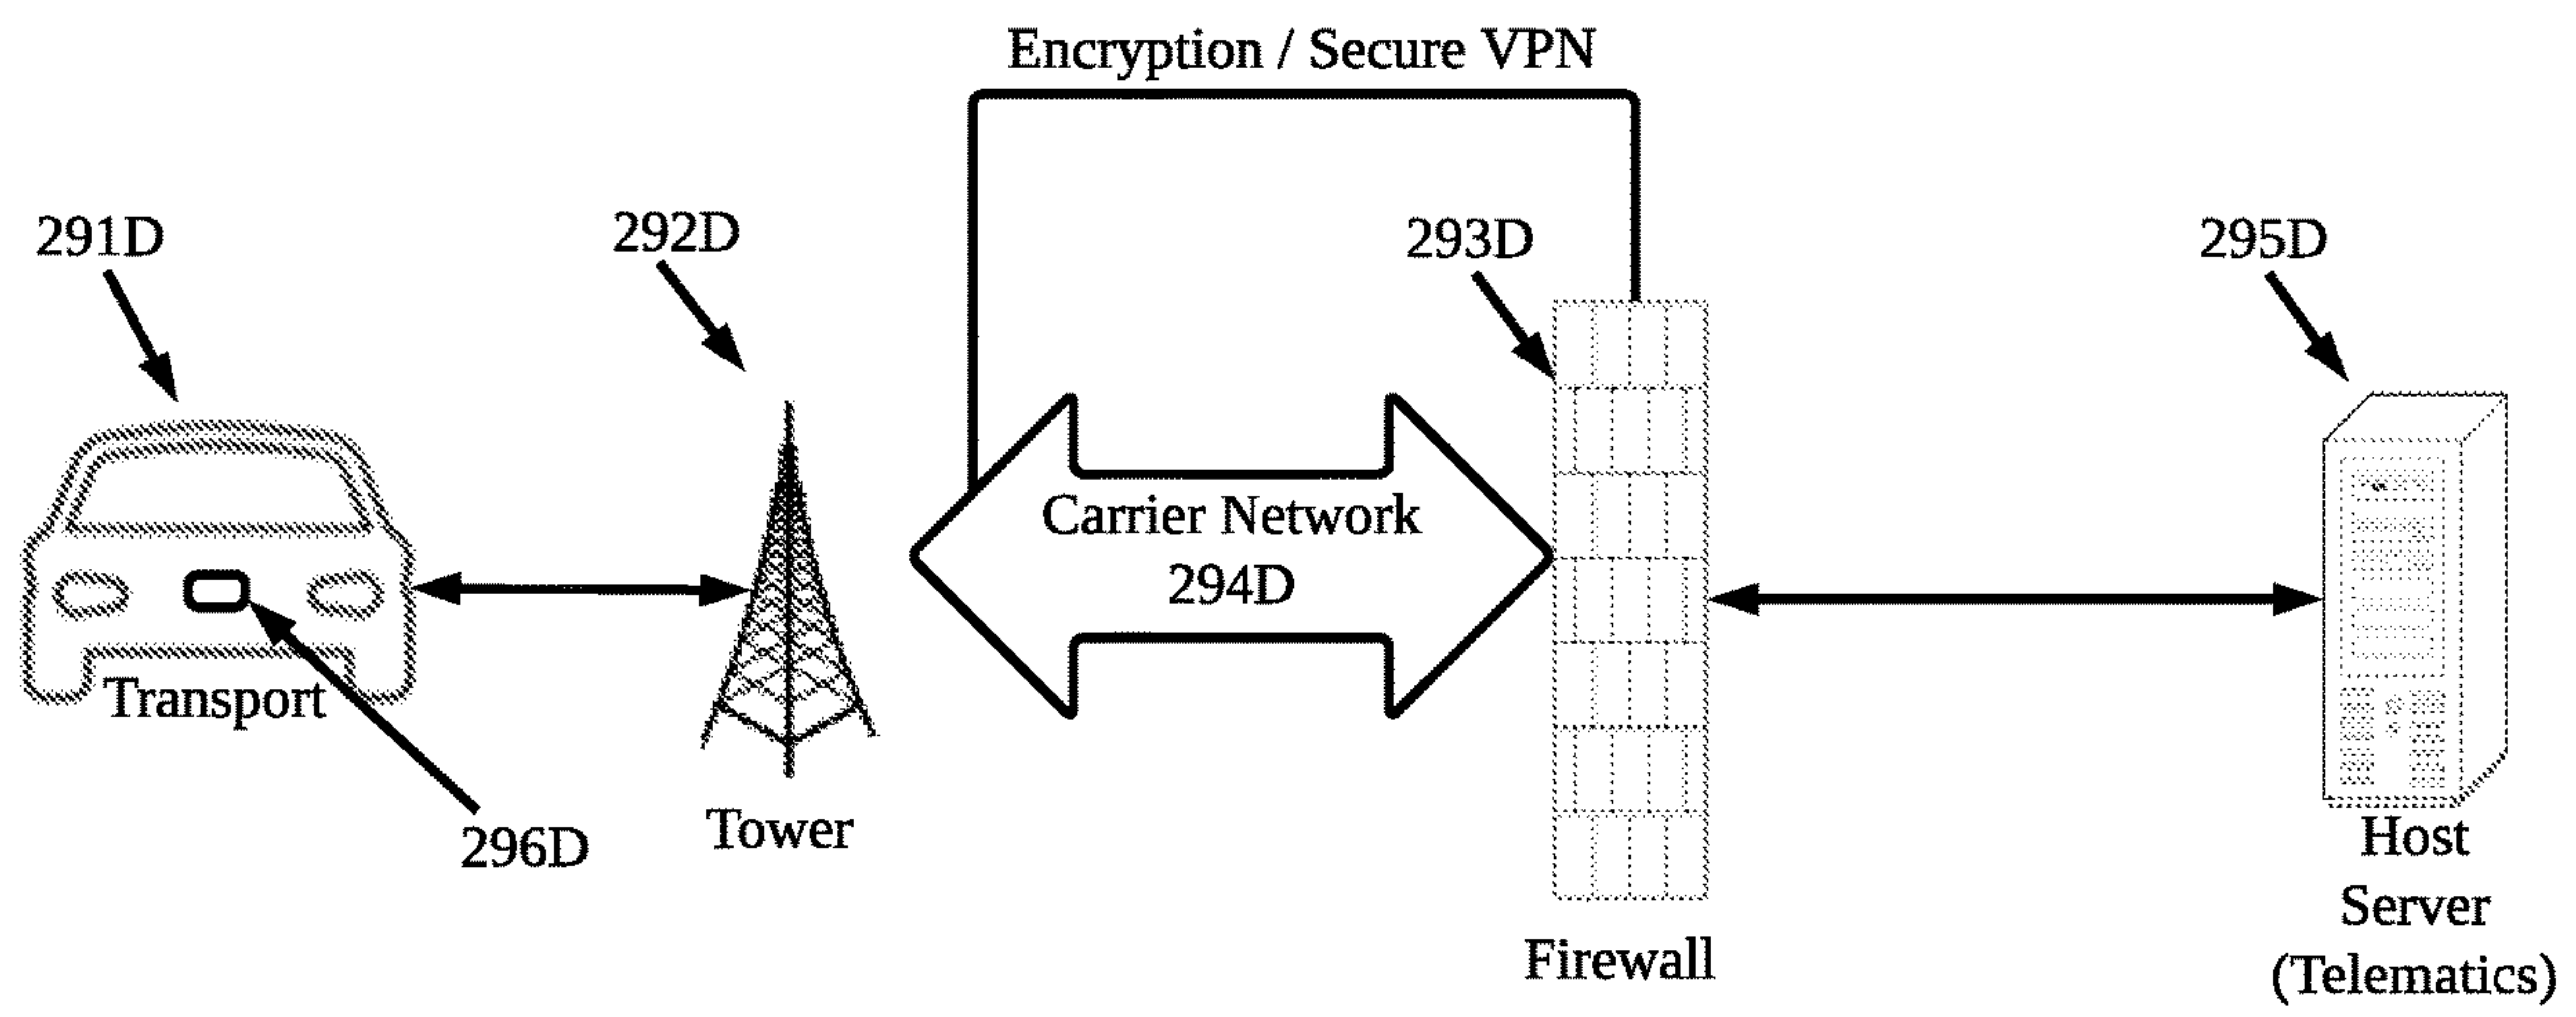 Encryption / Secure VPN
291D
292D
293D
295D
Carrier Network
294D
Transport
296D
Tower
Firewall
Host
Server
(Telematics)